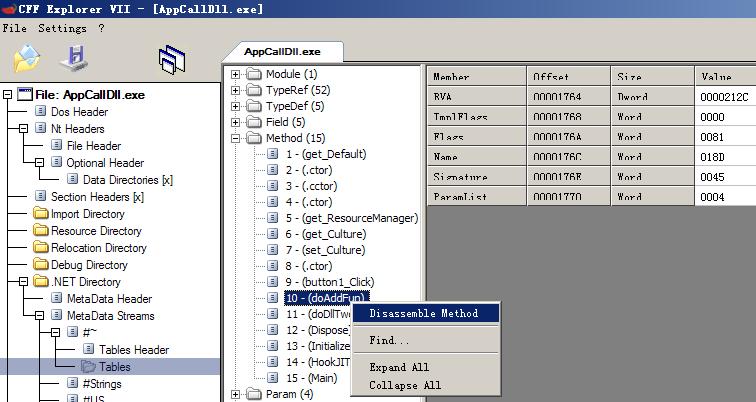 CFF Explorer VII - [AppCallDll.exe]
File Settings ?
AppCallDll.exe
File: AppCallDll.exe
Dos Header
Nt Headers
File Header
Optional Header
Data Directories [x]
Section Headers [x]
Import Directory
Resource Directory
Relocation Directory
Debug Directory
.NET Directory
MetaData Header
MetaData Streams
#~
Tables Header
Tables
#Strings
#US
Module (1)
TypeRef (52)
TypeDef (5)
Field (5)
Method (15)
1 - (get_Default)
2 - (.ctor)
3 - (.cctor)
4 - (.ctor)
5 - (get_ResourceManager)
6 - (get_Culture)
7 - (set_Culture)
8 - (.ctor)
9 - (button1_Click)
10 - (doAddFun)
11 - (doDllTw
12 - (Dispose)
13 - (Initialize
14 - (HookJIT
15 - (Main)
Param (4)
Disassemble Method
Find...
Expand All
Collapse All
Member Offset Size Value
RVA 00001764 Dword 0000212C
ImplFlags 00001768 Word 0000
Flags 0000176A Word 0081
Name 0000176C Word 018D
Signature 0000176E Word 0045
ParamList 00001770 Word 0004